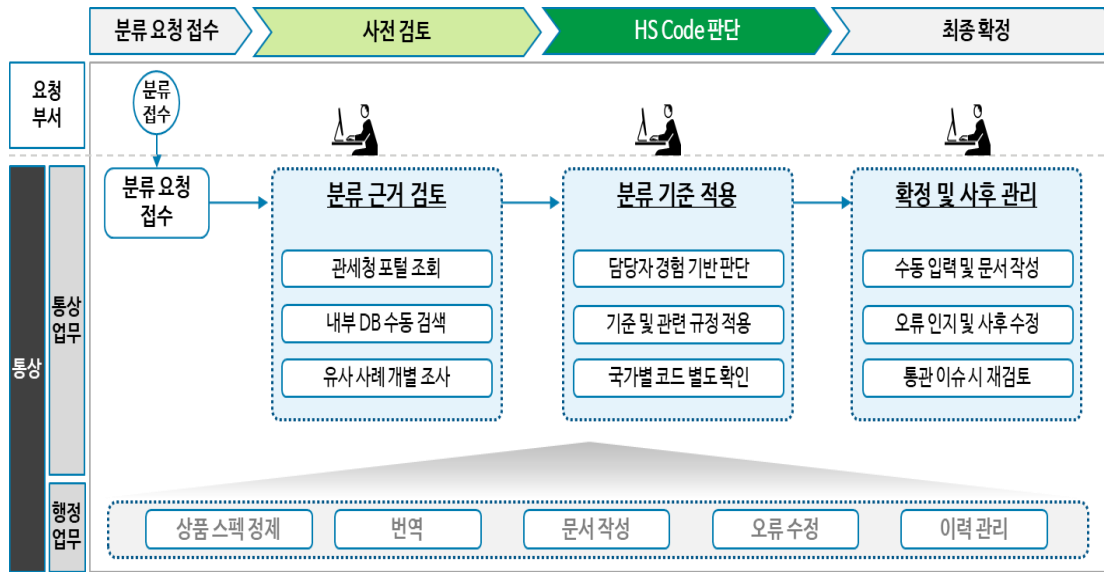 분류 요청 접수
사전 검토
HS Code 판단
최종 확정
요청
부서
분류
접수
분류 요청
접수
분류 근거 검토
관세청 포털 조회
내부 DB 수동 검색
유사 사례 개별 조사
분류 기준 적용
담당자 경험 기반 판단
기준 및 관련 규정 적용
국가별 코드 별도 확인
확정 및 사후 관리
수동 입력 및 문서 작성
오류 인지 및 사후 수정
통관 이슈 시 재검토
통상
통상
업무
행정
업무
상품 스펙 정제
번역
문서 작성
오류 수정
이력 관리